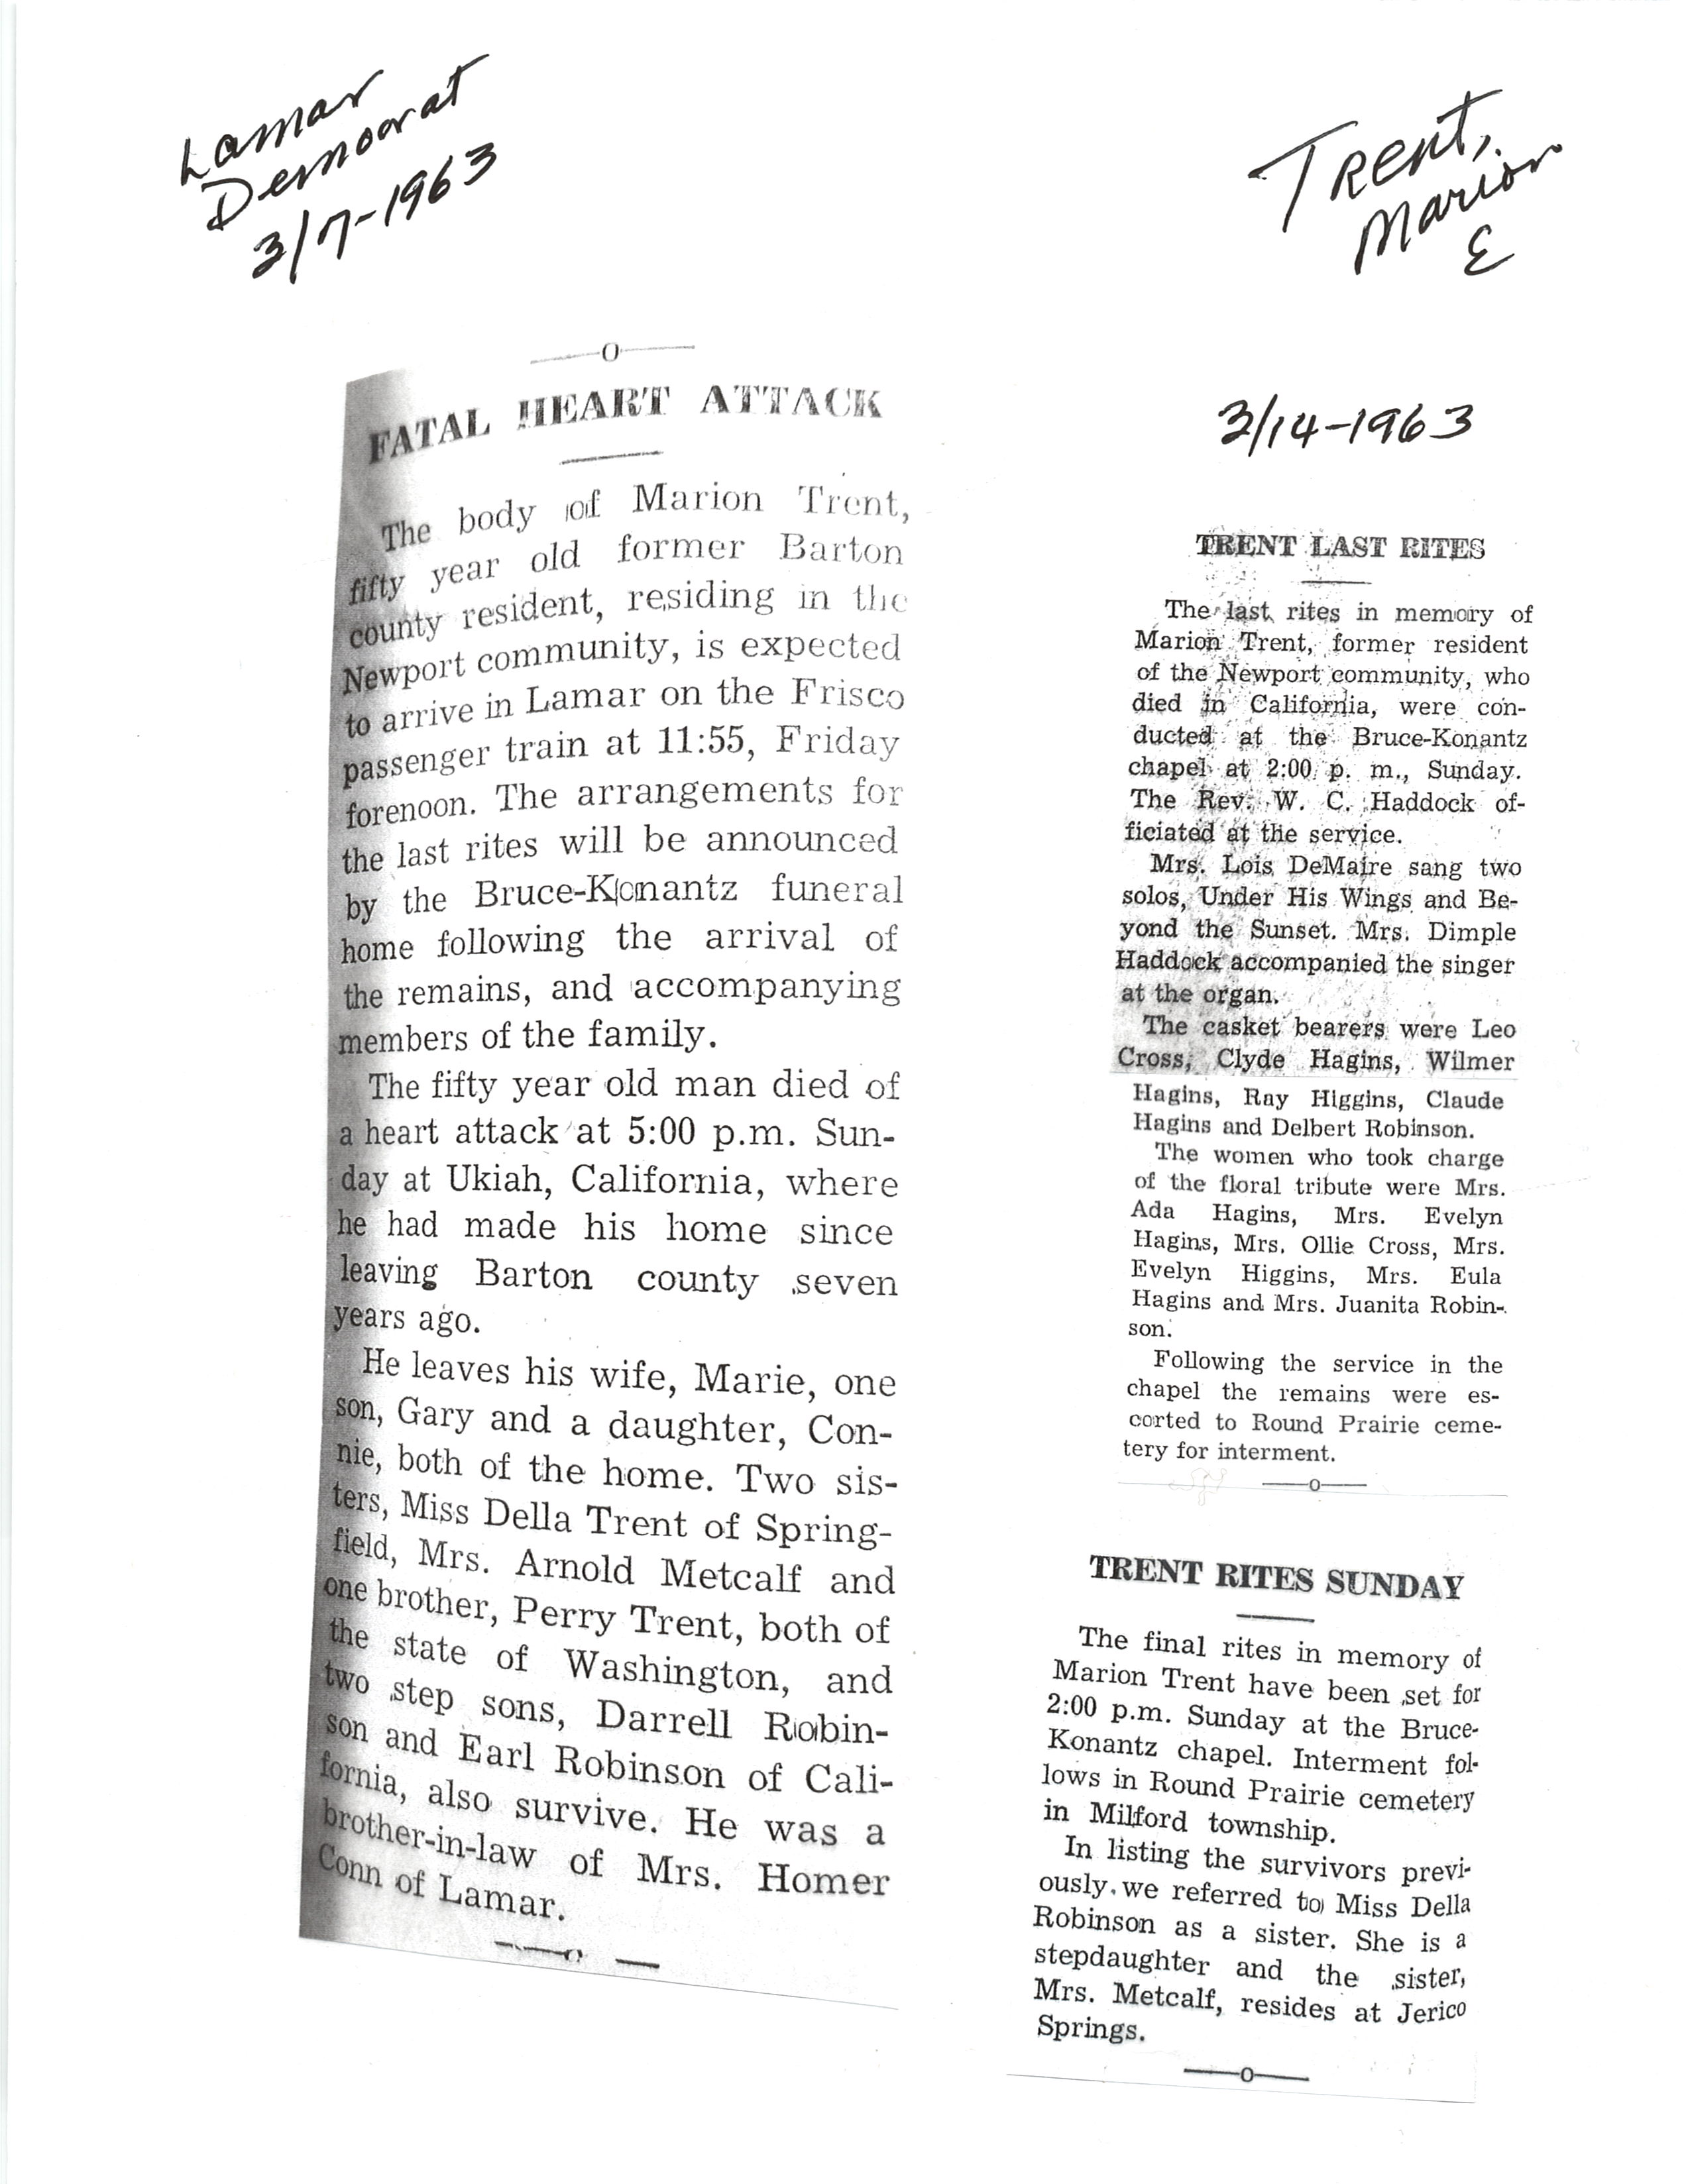 Lamar
Democrat
3/7-1963
Trent,
Marion
E
FATAL HEART ATTACK
The body of Marion Trent,
fifty year old former Barton
county resident, residing in the
Newport community, is expected
to arrive in Lamar on the Frisco
passenger train at 11:55, Friday
forenoon. The arrangements for
the last rites will be announced
by the Bruce-Konantz funeral
home following the arrival of
the remains, and accompanying
members of the family.
The fifty year old man died of
a heart attack at 5:00 p.m. Sun-
day at Ukiah, California, where
he had made his home since
leaving Barton county seven
years ago.
He leaves his wife, Marie, one
son, Gary and a daughter, Con-
nie, both of the home. Two sis-
ters, Miss Della Trent of Spring-
field, Mrs. Arnold Metcalf and
one brother, Perry Trent, both of
the state of Washington, and
two step sons, Darrell Robin-
son and Earl Robinson of Cali-
fornia, also survive. He was a
brother-in-law of Mrs. Homer
Conn of Lamar.
3/14-1963
TRENT LAST RITES
The last rites in memory of
Marion Trent, former resident
of the Newport community, who
died in California, were con-
ducted at the Bruce-Konantz
chapel at 2:00 p. m., Sunday.
The Rev. W. C. Haddock of-
ficiated at the service.
Mrs. Lois DeMaire sang two
solos, Under His Wings and Be-
yond the Sunset. Mrs. Dimple
Haddock accompanied the singer
at the organ.
The casket bearers were Leo
Cross, Clyde Hagins, Wilmer
Hagins, Ray Higgins, Claude
Hagins and Delbert Robinson.
The women who took charge
of the floral tribute were Mrs.
Ada Hagins, Mrs. Evelyn
Hagins, Mrs. Ollie Cross, Mrs.
Evelyn Higgins, Mrs. Eula
Hagins and Mrs. Juanita Robin-
son.
Following the service in the
chapel the remains were es-
corted to Round Prairie ceme-
tery for interment.
TRENT RITES SUNDAY
The final rites in memory of
Marion Trent have been set for
2:00 p.m. Sunday at the Bruce-
Konantz chapel. Interment fol-
lows in Round Prairie cemetery
in Milford township.
In listing the survivors previ-
ously, we referred to Miss Della
Robinson as a sister. She is a
stepdaughter and the sister,
Mrs. Metcalf, resides at Jerico
Springs.